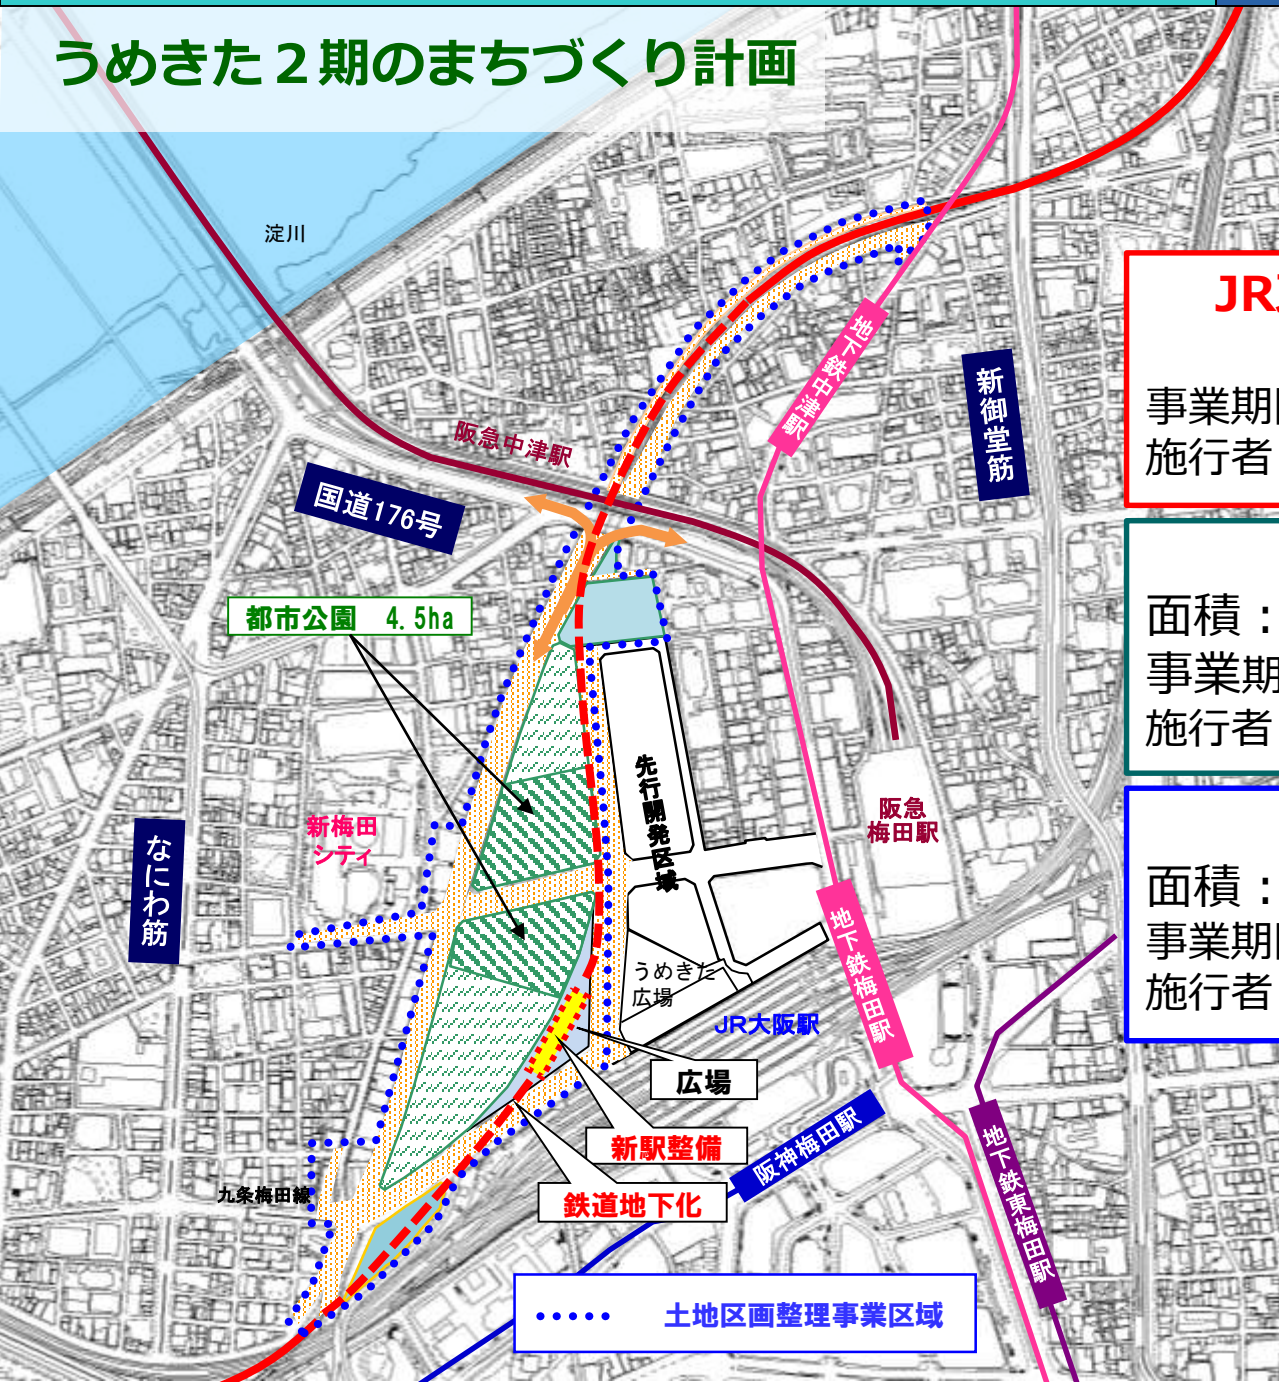 うめきた２期のまちづくり計画
淀川
地下鉄中津駅
新御堂筋
阪急中津駅
国道176号
都市公園　4.5ha
先行開発区域
新梅田
シティ
なにわ筋
阪急
梅田駅
地下鉄梅田駅
うめきた
広場
JR大阪駅
広場
新駅整備
阪神梅田駅
地下鉄東梅田駅
鉄道地下化
九条梅田線
土地区画整理事業区域
JR
事業期
施行者
面積：
事業期
施行者
面積：
事業期
施行者